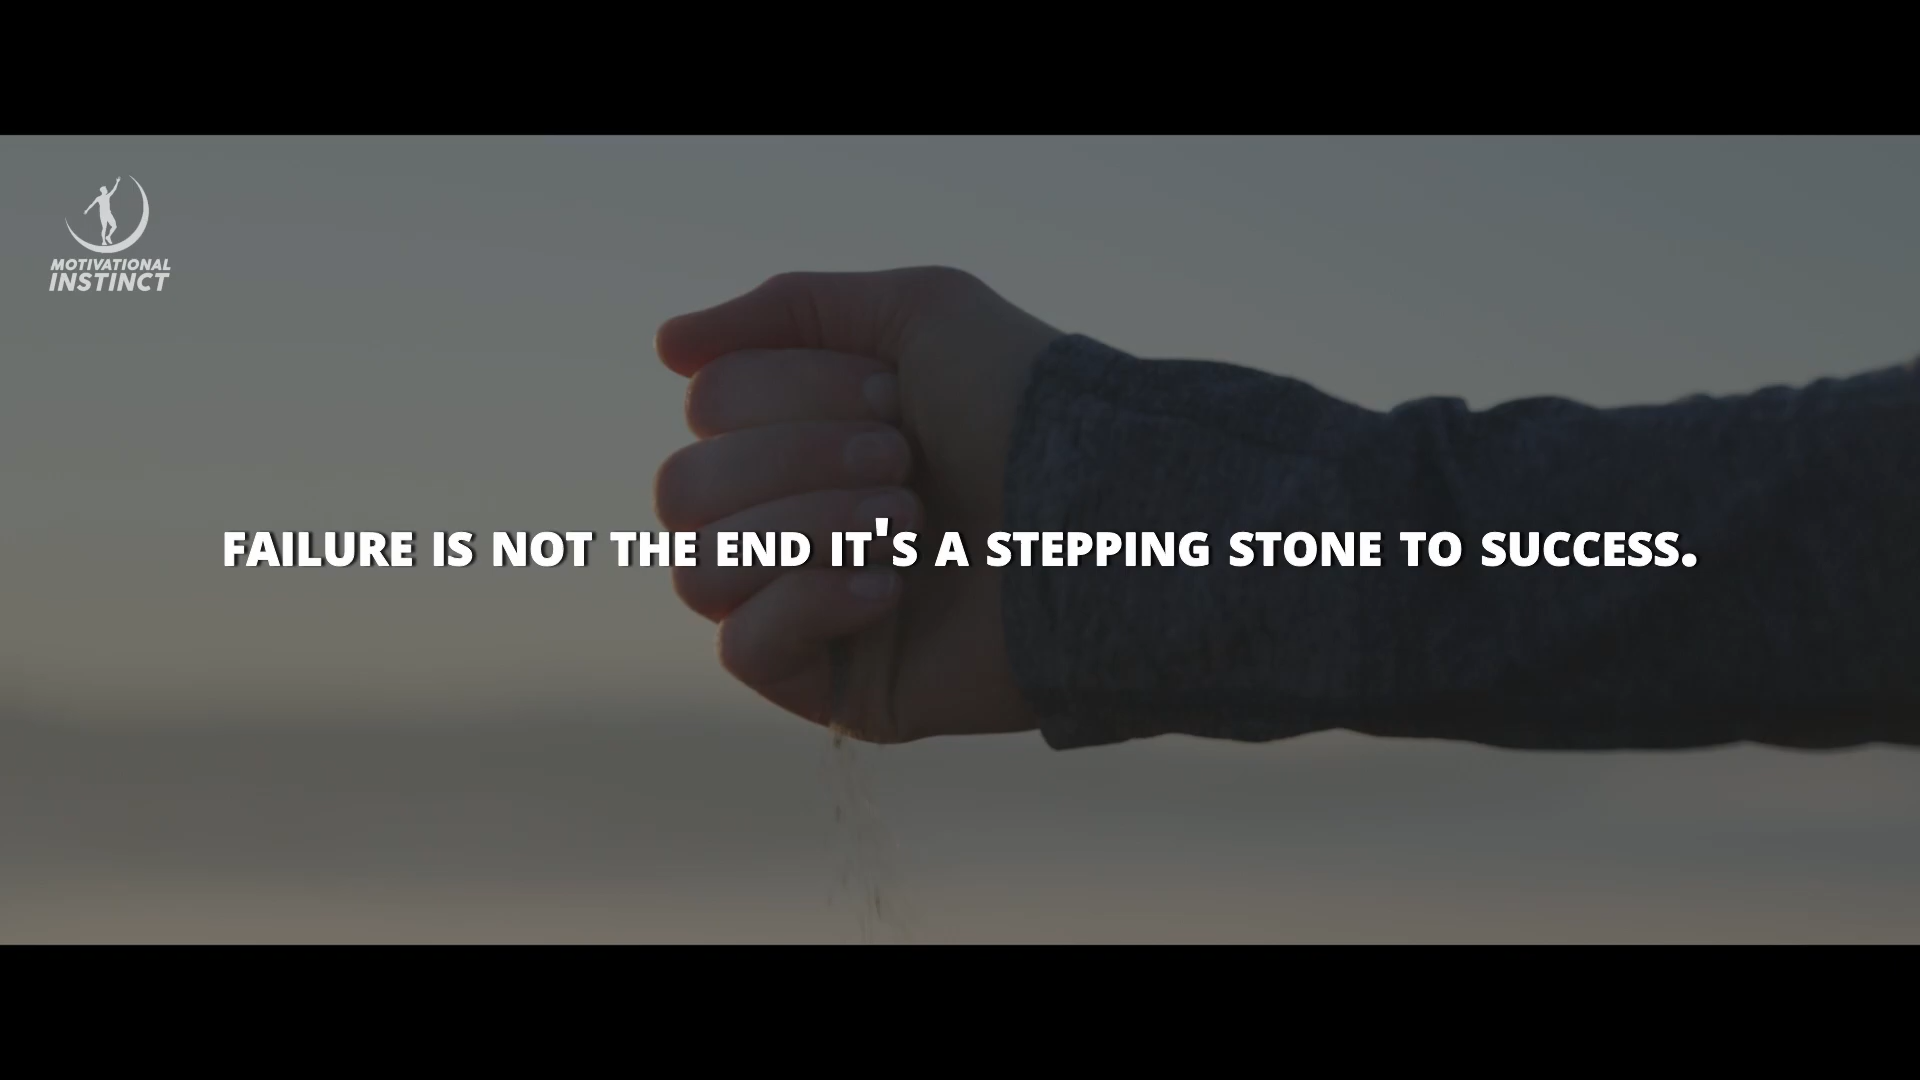 MOTIVATIONAL
INSTINCT
FAILURE IS NOT THE END IT'S A STEPPING STONE TO SUCCESS.